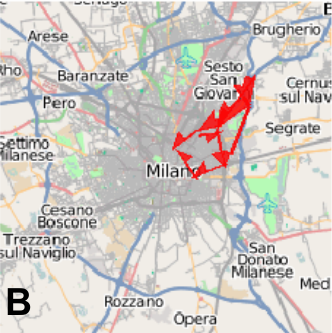 Arese
Brugherio
Sesto
San
Giovan
Baranzate
Cernus
sul Nav
Rho
Pero
Segrate
Settimo
Milanese
Milano
Cesano
Boscone
Trezzano
sul Naviglio
San
Donato
Milanese
Med
Rozzano
Opera
B